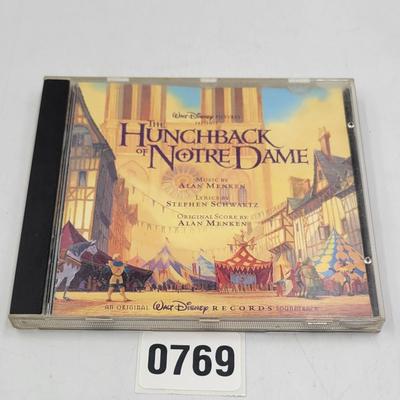 Walt Disney PICTURES
PRESENTS
THE
HUNCHBACK
OF NOTRE DAME
MUSIC BY
ALAN MENKEN
LYRICS BY
STEPHEN SCHWARTZ
ORIGINAL SCORE BY
ALAN MENKEN
AN ORIGINAL Walt Disney RECORDS SOUNDTRACK
0769